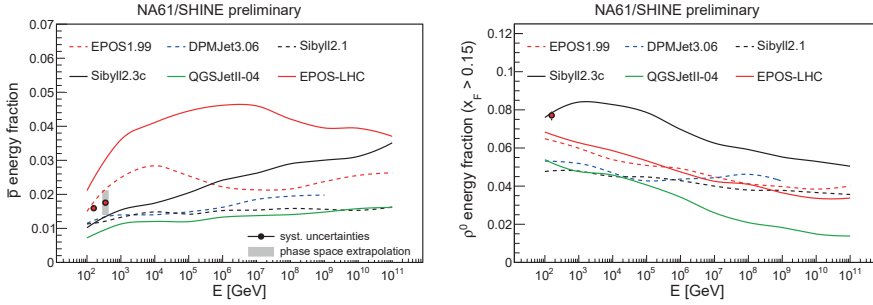 NA61/SHINE preliminary
p̅ energy fraction
0.07
0.06
0.05
0.04
0.03
0.02
0.01
0
EPOS1.99
DPMJet3.06
Sibyll2.1
Sibyll2.3c
QGSJetII-04
EPOS-LHC
syst. uncertainties
phase space extrapolation
10² 10³ 10⁴ 10⁵ 10⁶ 10⁷ 10⁸ 10⁹ 10¹⁰ 10¹¹
E [GeV]
NA61/SHINE preliminary
ρ⁰ energy fraction (x_F > 0.15)
0.12
0.1
0.08
0.06
0.04
0.02
0
EPOS1.99
DPMJet3.06
Sibyll2.1
Sibyll2.3c
QGSJetII-04
EPOS-LHC
10² 10³ 10⁴ 10⁵ 10⁶ 10⁷ 10⁸ 10⁹ 10¹⁰ 10¹¹
E [GeV]